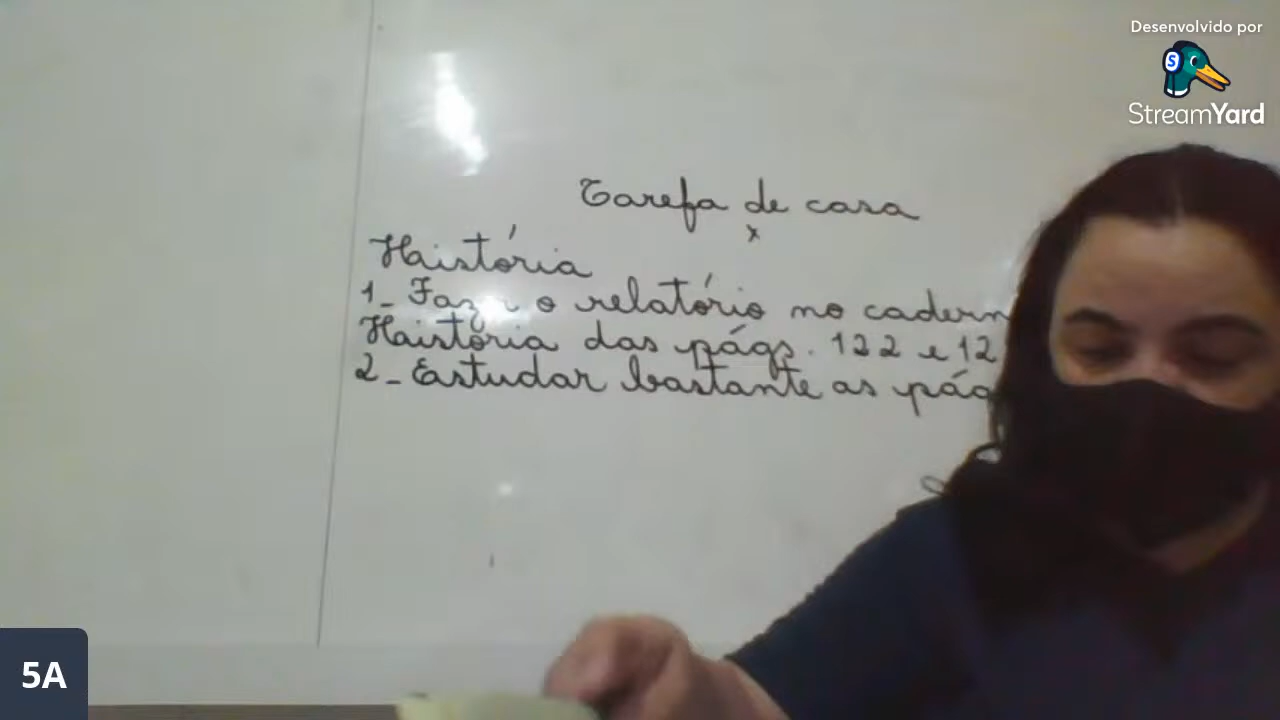 Desenvolvido por
StreamYard
Tarefa de casa
x
História
1- Fazer o relatório no cadern
História das págs. 122 e 12
2- Estudar bastante as pág
5A